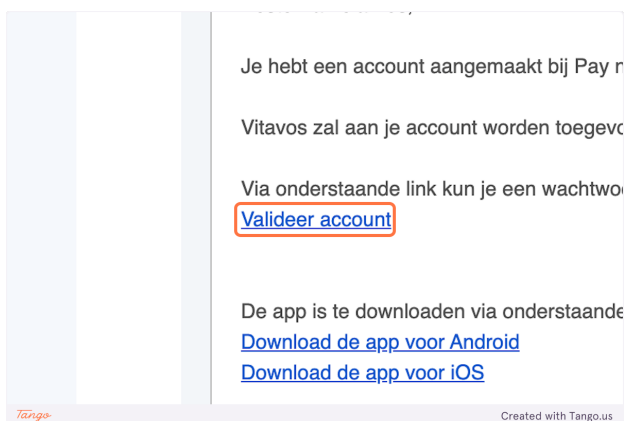 Je hebt een account aangemaakt bij Pay
Vitavos zal aan je account worden
Via onderstaande link kun je een
Valideer account
De app is te downloaden via onderstaande
Download de app voor Android
Download de app voor iOS
Tango
Created with Tango.us